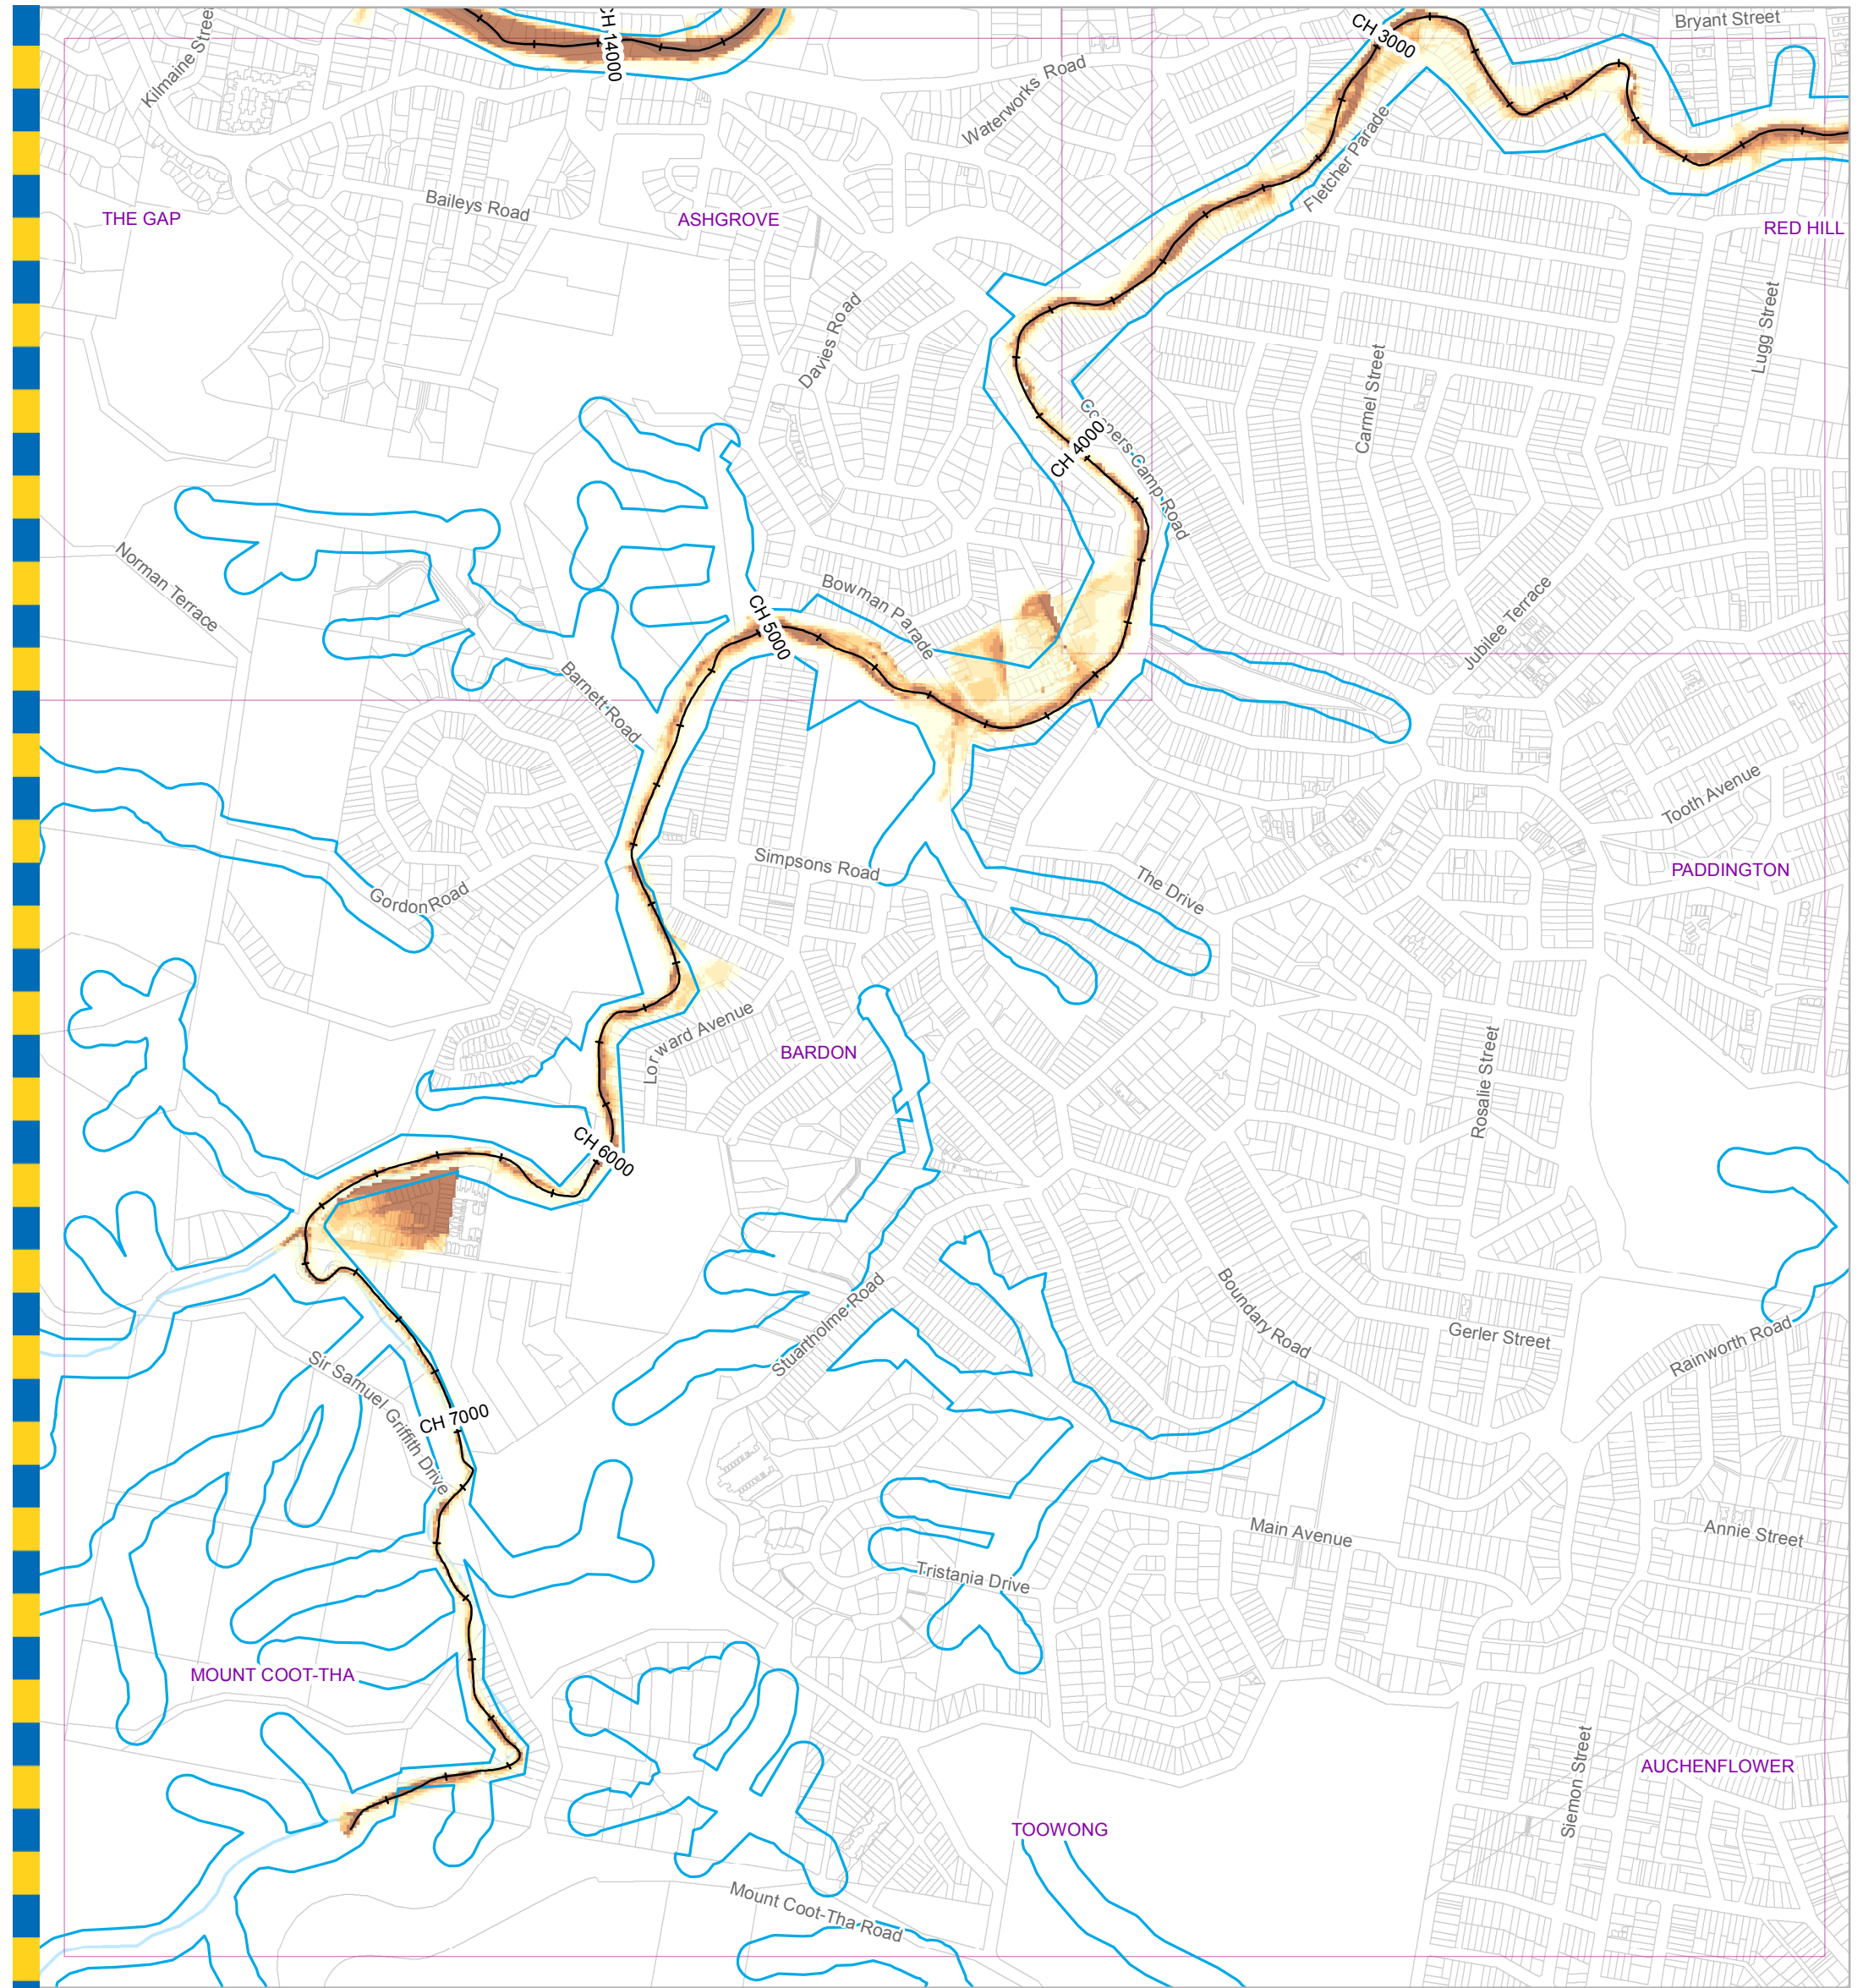 CH 14000
CH 3000
Bryant Street
Kilmaine Street
Waterworks Road
Fletcher Parade
Baileys Road
THE GAP
ASHGROVE
RED HILL
Davies Road
Lugg Street
Carmel Street
Coopers Camp Road
CH 4000
Norman Terrace
Bowman Parade
CH 5000
Jubilee Terrace
Barnett Road
Tooth Avenue
Simpsons Road
The Drive
PADDINGTON
Gordon Road
Lorward Avenue
BARDON
Rosalie Street
CH 6000
Stuartholme Road
Boundary Road
Gerler Street
Rainworth Road
Sir Samuel Griffith Drive
CH 7000
Main Avenue
Annie Street
Tristania Drive
MOUNT COOT-THA
Siemon Street
AUCHENFLOWER
TOOWONG
Mount Coot-Tha Road